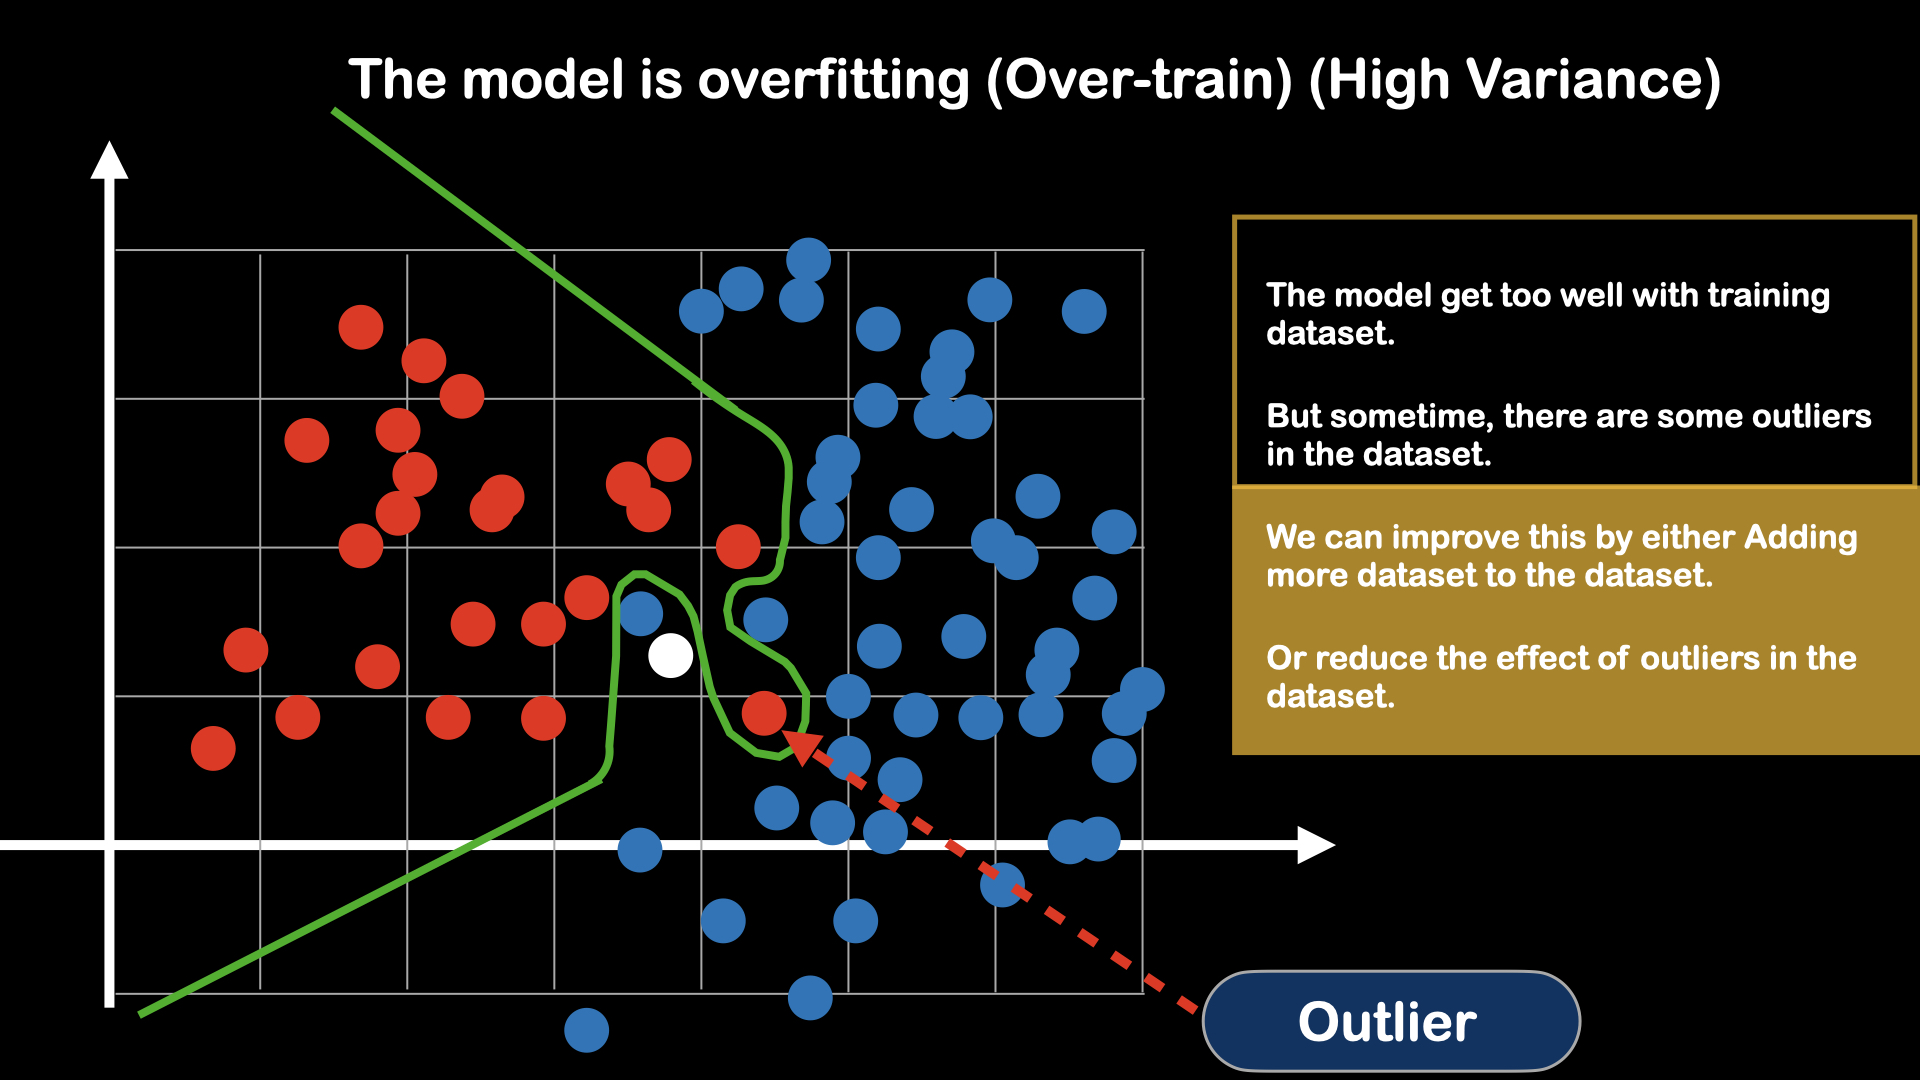 The model is overfitting (Over-train) (High Variance)
The model get too well with training
dataset.
But sometime, there are some outliers
in the dataset.
We can improve this by either Adding
more dataset to the dataset.
Or reduce the effect of outliers in the
dataset.
Outlier